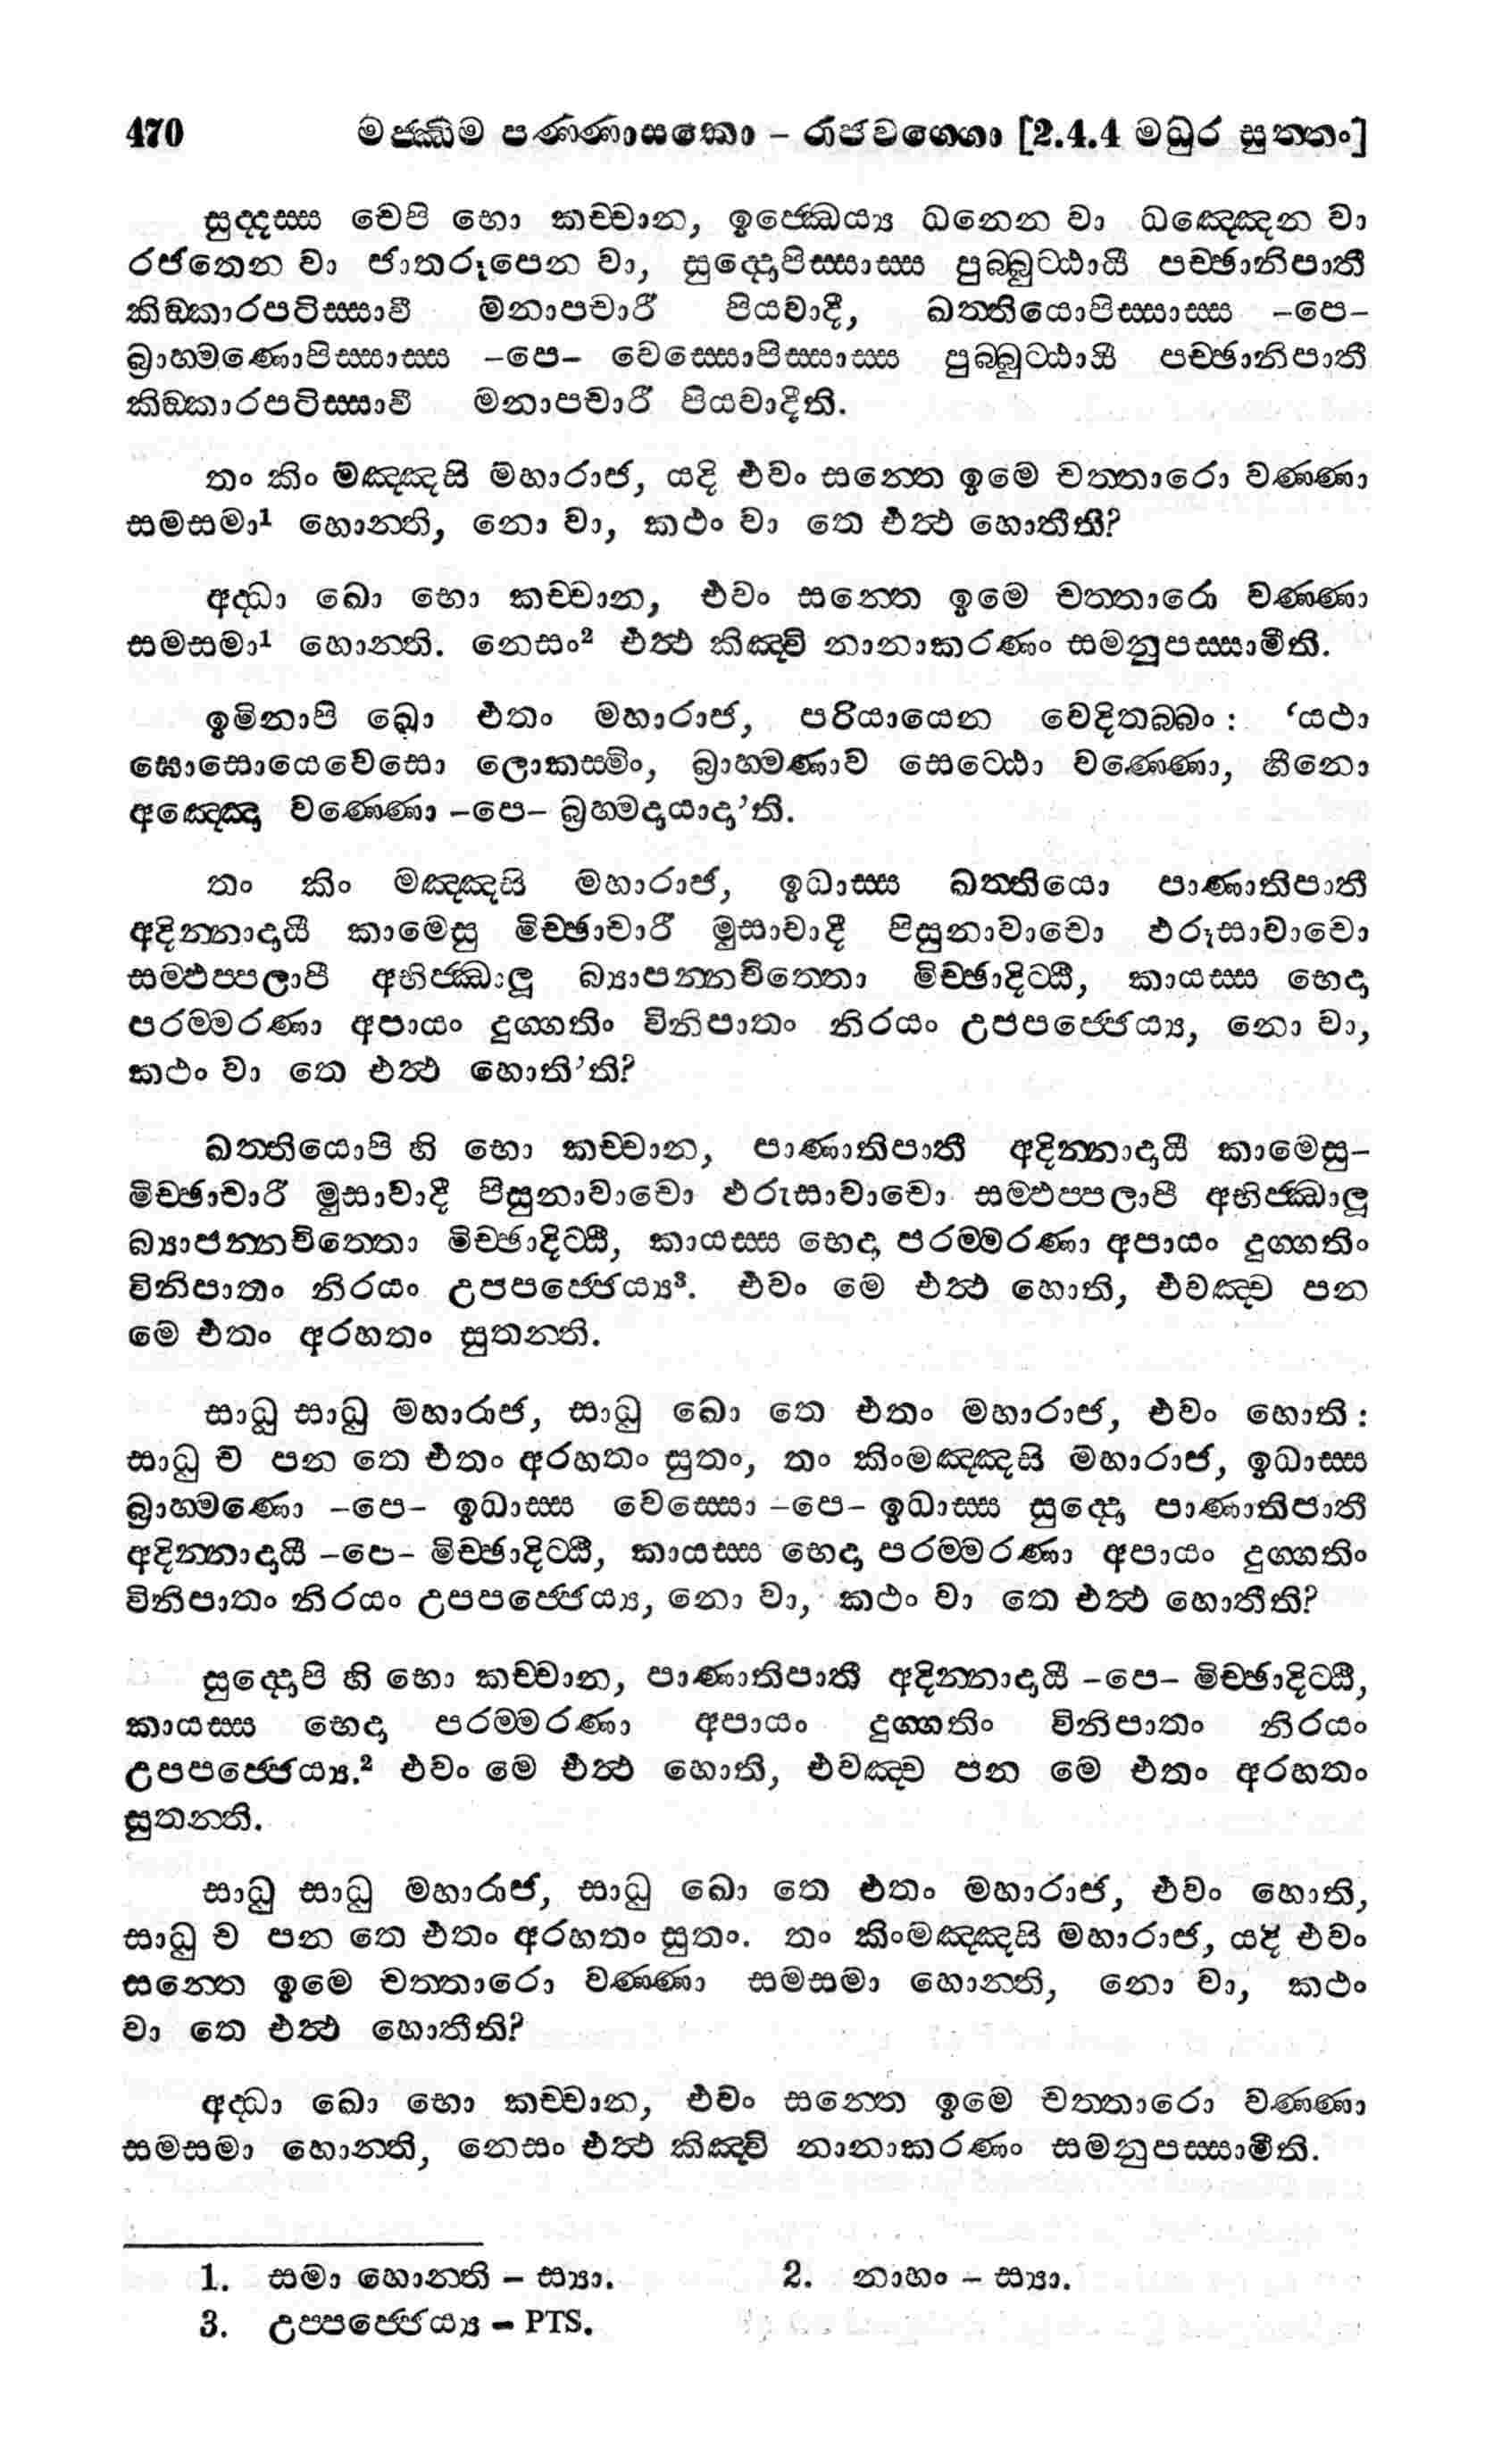 470 මජ්ඣිම පණ්ණාසකො – රාජවග්ගො [2.4.4 මධුර සුත්තං]
සුද්දස්ස චෙපි භො කච්චාන, ඉජ්ඣෙය්‍ය ධනෙන වා ධඤ්ඤෙන වා
රජතෙන වා ජාතරූපෙන වා, සුද්දොපිස්සාස්ස පුබ්බුට්ඨායී පච්ඡානිපාතී
කිඞ්කාරපටිස්සාවී මනාපචාරී පියවාදී, ඛත්තියොපිස්සාස්ස –පෙ–
බ්‍රාහ්මණොපිස්සාස්ස –පෙ– වෙස්සොපිස්සාස්ස පුබ්බුට්ඨායී පච්ඡානිපාතී
කිඞ්කාරපටිස්සාවී මනාපචාරී පියවාදීති.
තං කිං මඤ්ඤසි මහාරාජ, යදි එවං සන්තෙ ඉමෙ චත්තාරො වණ්ණා
සමසමා¹ හොන්ති, නො වා, කථං වා තෙ එත්ථ හොතීති?
අද්ධා ඛො භො කච්චාන, එවං සන්තෙ ඉමෙ චත්තාරො වණ්ණා
සමසමා¹ හොන්ති. නෙසං² එත්ථ කිඤ්චි නානාකරණං සමනුපස්සාමීති.
ඉමිනාපි ඛො එතං මහාරාජ, පරියායෙන වෙදිතබ්බං: ‘යථා
ඝොසොයෙවෙසො ලොකස්මිං, බ්‍රාහ්මණාව සෙට්ඨො වණ්ණො, හීනො
අඤ්ඤො වණ්ණො –පෙ– බ්‍රහ්මදායාදා’ති.
තං කිං මඤ්ඤසි මහාරාජ, ඉධාස්ස ඛත්තියො පාණාතිපාතී
අදින්නාදායී කාමෙසු මිච්ඡාචාරී මුසාවාදී පිසුනාවාචො ඵරූසාවාචො
සම්ඵප්පලාපී අභිජ්ඣාලූ බ්‍යාපන්නචිත්තො මිච්ඡාදිට්ඨී, කායස්ස භෙදා
පරම්මරණා අපායං දුග්ගතිං විනිපාතං නිරයං උපපජ්ජෙය්‍ය, නො වා,
කථං වා තෙ එත්ථ හොති’ති?
ඛත්තියොපි හි භො කච්චාන, පාණාතිපාතී අදින්නාදායී කාමෙසු–
මිච්ඡාචාරී මුසාවාදී පිසුනාවාචො ඵරුසාවාචො සම්ඵප්පලාපී අභිජ්ඣාලූ
බ්‍යාපන්නචිත්තො මිච්ඡාදිට්ඨී, කායස්ස භෙදා පරම්මරණා අපායං දුග්ගතිං
විනිපාතං නිරයං උපපජ්ජෙය්‍ය³. එවං මෙ එත්ථ හොති, එවඤ්ච පන
මෙ එතං අරහතං සුතන්ති.
සාධු සාධු මහාරාජ, සාධු ඛො තෙ එතං මහාරාජ, එවං හොති:
සාධු ච පන තෙ එතං අරහතං සුතං, තං කිංමඤ්ඤසි මහාරාජ, ඉධාස්ස
බ්‍රාහ්මණො –පෙ– ඉධාස්ස වෙස්සො –පෙ– ඉධාස්ස සුද්දො පාණාතිපාතී
අදින්නාදායී –පෙ– මිච්ඡාදිට්ඨී, කායස්ස භෙදා පරම්මරණා අපායං දුග්ගතිං
විනිපාතං නිරයං උපපජ්ජෙය්‍ය, නො වා, කථං වා තෙ එත්ථ හොතීති?
සුද්දොපි හි භො කච්චාන, පාණාතිපාතී අදින්නාදායී –පෙ– මිච්ඡාදිට්ඨී,
කායස්ස භෙදා පරම්මරණා අපායං දුග්ගතිං විනිපාතං නිරයං
උපපජ්ජෙය්‍ය.² එවං මෙ එත්ථ හොති, එවඤ්ච පන මෙ එතං අරහතං
සුතන්ති.
සාධු සාධු මහාරාජ, සාධු ඛො තෙ එතං මහාරාජ, එවං හොති,
සාධු ච පන තෙ එතං අරහතං සුතං. තං කිංමඤ්ඤසි මහාරාජ, යදි එවං
සන්තෙ ඉමෙ චත්තාරො වණ්ණා සමසමා හොන්ති, නො වා, කථං
වා තෙ එත්ථ හොතීති?
අද්ධා ඛො භො කච්චාන, එවං සන්තෙ ඉමෙ චත්තාරො වණ්ණා
සමසමා හොන්ති, නෙසං එත්ථ කිඤ්චි නානාකරණං සමනුපස්සාමීති.
1. සමා හොන්ති – ස්‍යා. 2. නාහං – ස්‍යා.
3. උප්පජ්ජෙය්‍ය – PTS.